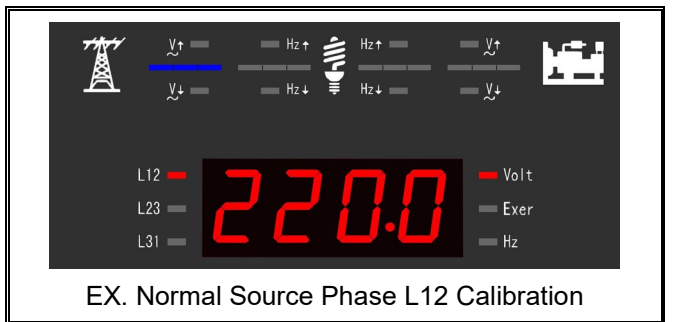 V↑ Hz↑ Hz↑ V↑
V↓ Hz↓ Hz↓ V↓
L12 220.0 Volt
L23 Exer
L31 Hz
EX. Normal Source Phase L12 Calibration